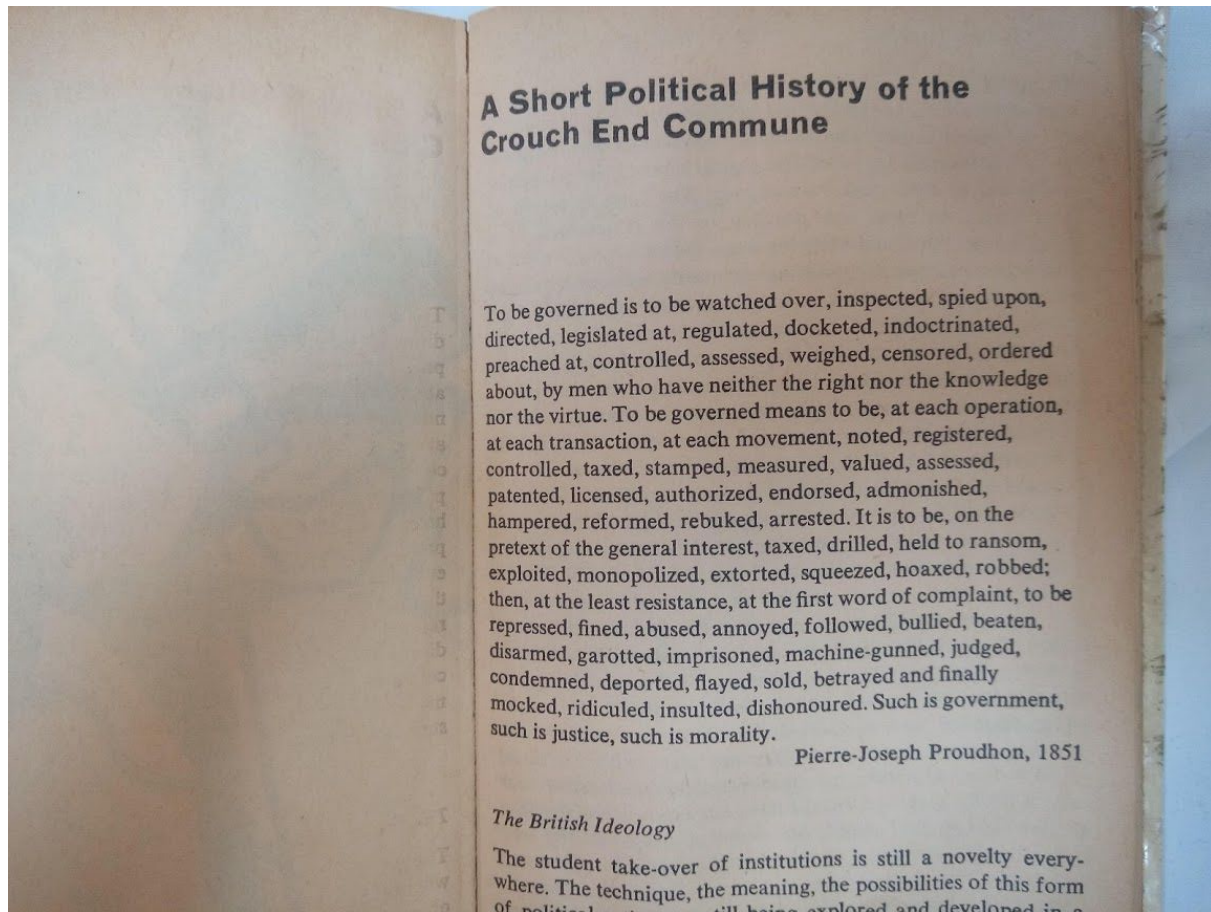 A Short Political History of the
Crouch End Commune
To be governed is to be watched over, inspected, spied upon,
directed, legislated at, regulated, docketed, indoctrinated,
preached at, controlled, assessed, weighed, censored, ordered
about, by men who have neither the right nor the knowledge
nor the virtue. To be governed means to be, at each operation,
at each transaction, at each movement, noted, registered,
controlled, taxed, stamped, measured, valued, assessed,
patented, licensed, authorized, endorsed, admonished,
hampered, reformed, rebuked, arrested. It is to be, on the
pretext of the general interest, taxed, drilled, held to ransom,
exploited, monopolized, extorted, squeezed, hoaxed, robbed;
then, at the least resistance, at the first word of complaint, to be
repressed, fined, abused, annoyed, followed, bullied, beaten,
disarmed, garotted, imprisoned, machine-gunned, judged,
condemned, deported, flayed, sold, betrayed and finally
mocked, ridiculed, insulted, dishonoured. Such is government,
such is justice, such is morality.
Pierre-Joseph Proudhon, 1851
The British Ideology
The student take-over of institutions is still a novelty every-
where. The technique, the meaning, the possibilities of this form
of still being explored and developed in a